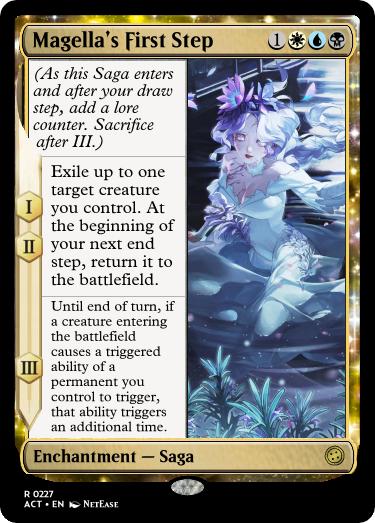 Magella's First Step
1
(As this Saga enters
and after your draw
step, add a lore
counter. Sacrifice
after III.)
I
II
Exile up to one
target creature
you control. At
the beginning of
your next end
step, return it to
the battlefield.
III
Until end of turn, if
a creature entering
the battlefield
causes a triggered
ability of a
permanent you
control to trigger,
that ability triggers
an additional time.
Enchantment — Saga
R 0227
ACT • EN NetEase